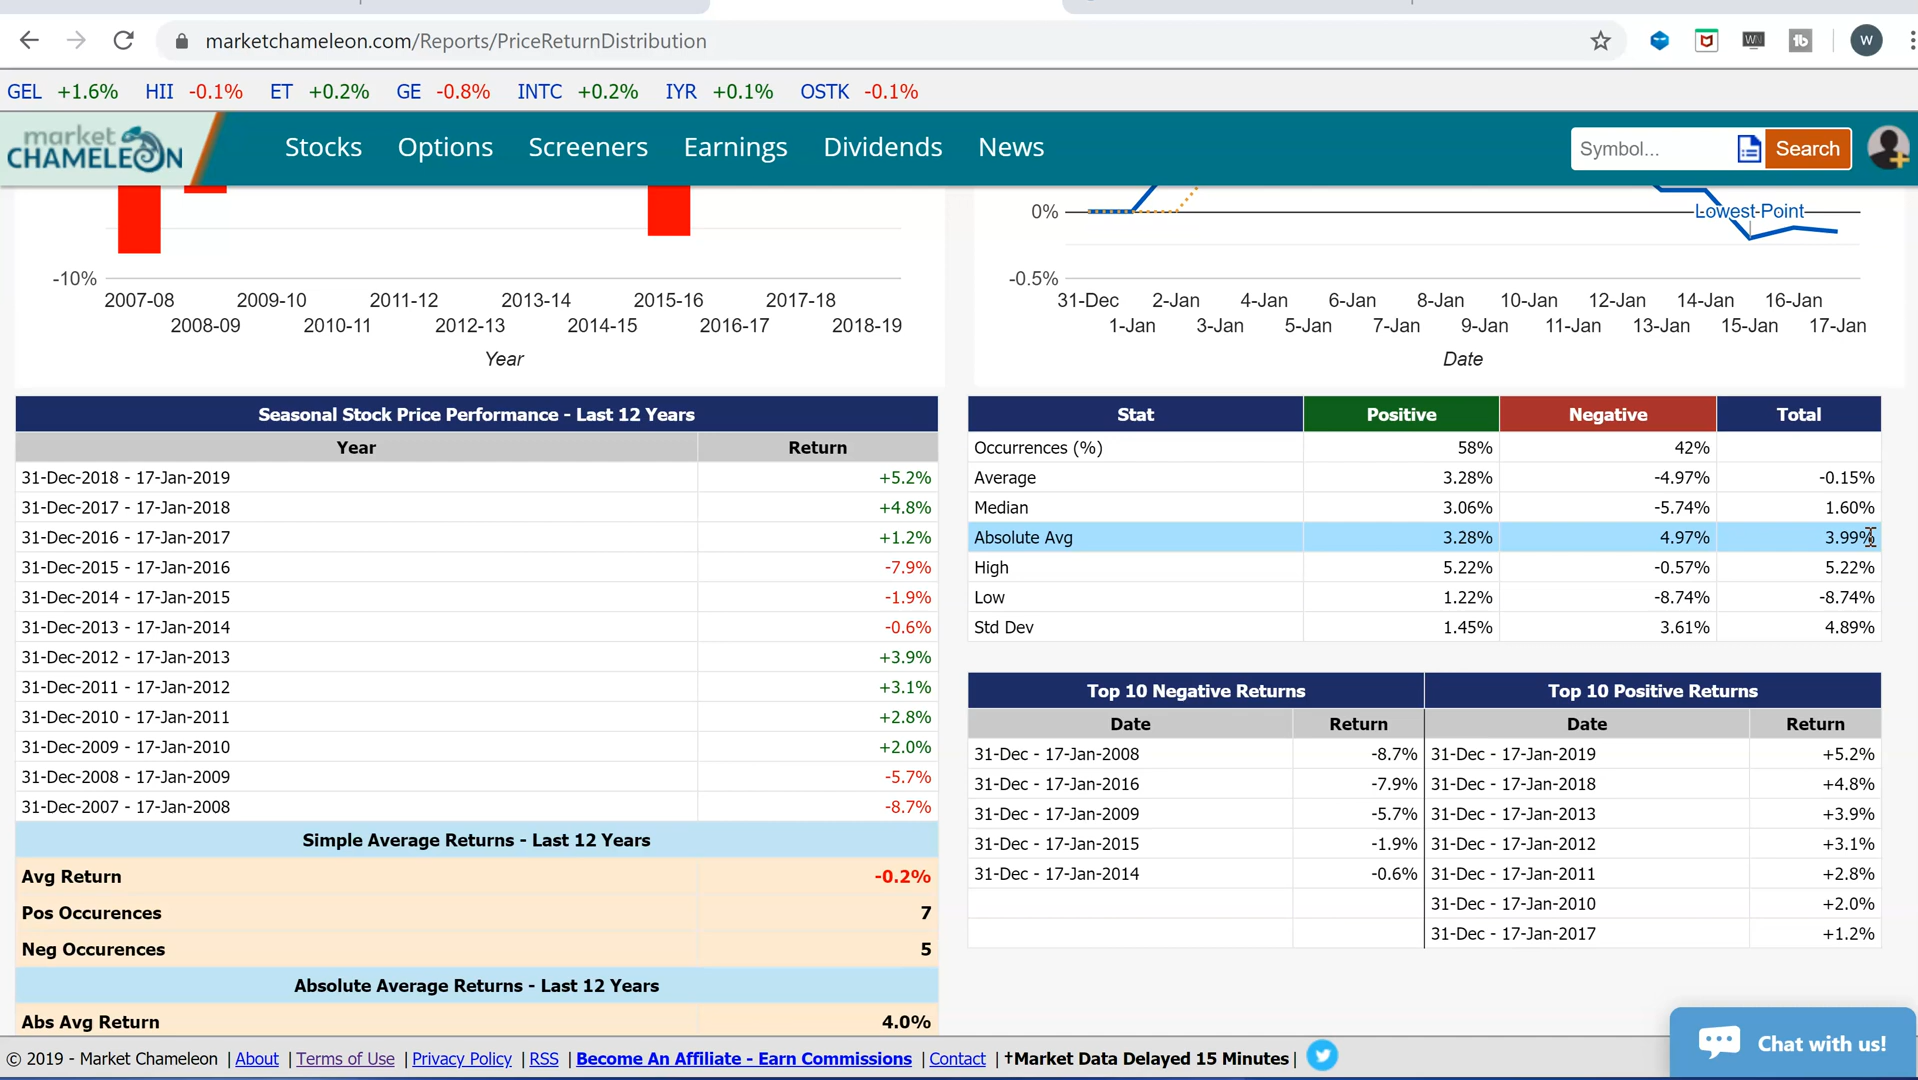 marketchameleon.com/Reports/PriceReturnDistribution
W
GEL +1.6% HII -0.1% ET +0.2% GE -0.8% INTC +0.2% IYR +0.1% OSTK -0.1%
market CHAMELEON
Stocks Options Screeners Earnings Dividends News
Symbol... Search
-10%
2007-08 2009-10 2011-12 2013-14 2015-16 2017-18
2008-09 2010-11 2012-13 2014-15 2016-17 2018-19
Year
0%
Lowest Point
-0.5%
31-Dec 2-Jan 4-Jan 6-Jan 8-Jan 10-Jan 12-Jan 14-Jan 16-Jan
1-Jan 3-Jan 5-Jan 7-Jan 9-Jan 11-Jan 13-Jan 15-Jan 17-Jan
Date
Seasonal Stock Price Performance - Last 12 Years
Year Return
31-Dec-2018 - 17-Jan-2019 +5.2%
31-Dec-2017 - 17-Jan-2018 +4.8%
31-Dec-2016 - 17-Jan-2017 +1.2%
31-Dec-2015 - 17-Jan-2016 -7.9%
31-Dec-2014 - 17-Jan-2015 -1.9%
31-Dec-2013 - 17-Jan-2014 -0.6%
31-Dec-2012 - 17-Jan-2013 +3.9%
31-Dec-2011 - 17-Jan-2012 +3.1%
31-Dec-2010 - 17-Jan-2011 +2.8%
31-Dec-2009 - 17-Jan-2010 +2.0%
31-Dec-2008 - 17-Jan-2009 -5.7%
31-Dec-2007 - 17-Jan-2008 -8.7%
Simple Average Returns - Last 12 Years
Avg Return -0.2%
Pos Occurences 7
Neg Occurences 5
Absolute Average Returns - Last 12 Years
Abs Avg Return 4.0%
Stat Positive Negative Total
Occurrences (%) 58% 42%
Average 3.28% -4.97% -0.15%
Median 3.06% -5.74% 1.60%
Absolute Avg 3.28% 4.97% 3.99%
High 5.22% -0.57% 5.22%
Low 1.22% -8.74% -8.74%
Std Dev 1.45% 3.61% 4.89%
Top 10 Negative Returns Top 10 Positive Returns
Date Return Date Return
31-Dec - 17-Jan-2008 -8.7% 31-Dec - 17-Jan-2019 +5.2%
31-Dec - 17-Jan-2016 -7.9% 31-Dec - 17-Jan-2018 +4.8%
31-Dec - 17-Jan-2009 -5.7% 31-Dec - 17-Jan-2013 +3.9%
31-Dec - 17-Jan-2015 -1.9% 31-Dec - 17-Jan-2012 +3.1%
31-Dec - 17-Jan-2014 -0.6% 31-Dec - 17-Jan-2011 +2.8%
31-Dec - 17-Jan-2010 +2.0%
31-Dec - 17-Jan-2017 +1.2%
Chat with us!
© 2019 - Market Chameleon | About | Terms of Use | Privacy Policy | RSS | Become An Affiliate - Earn Commissions | Contact | †Market Data Delayed 15 Minutes |